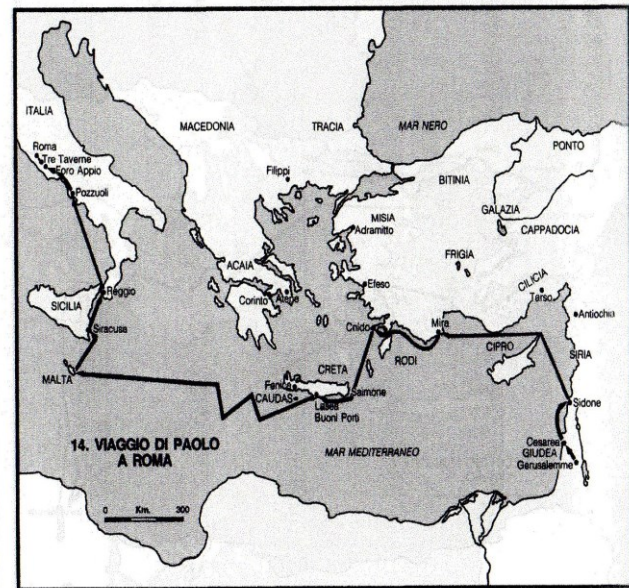 ITALIA
MACEDONIA
TRACIA
MAR NERO
PONTO
Roma
Tre Taverne
Foro Appio
Pozzuoli
Filippi
BITINIA
GALAZIA
CAPPADOCIA
MISIA
Adramitto
FRIGIA
ACAIA
Corinto
Atene
Efeso
CILICIA
Tarso
Antiochia
SICILIA
Reggio
Siracusa
Cnido
Mira
RODI
CIPRO
SIRIA
MALTA
CRETA
Fenice
CAUDAS
Salmone
Lasea
Buoni Porti
Sidone
14. VIAGGIO DI PAOLO
A ROMA
MAR MEDITERRANEO
Cesarea
GIUDEA
Gerusalemme
0 Km. 300